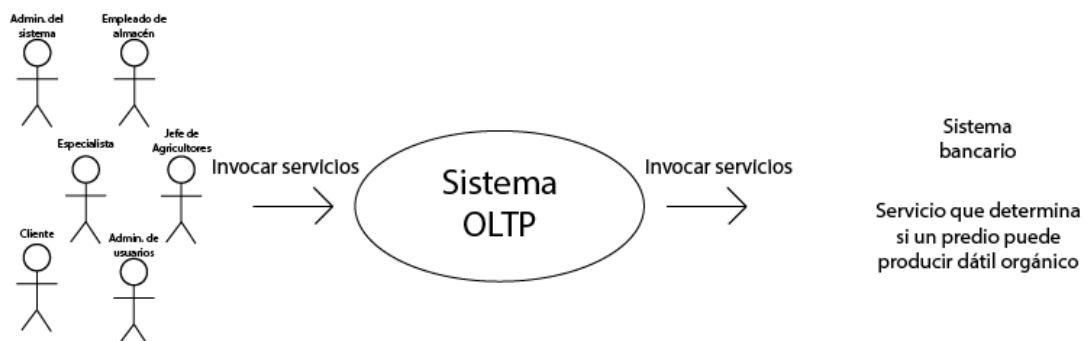 Admin. del
sistema
Empleado de
almacén
Especialista
Jefe de
Agricultores
Cliente
Admin. de
usuarios
Invocar servicios
Sistema
OLTP
Invocar servicios
Sistema
bancario
Servicio que determina
si un predio puede
producir dátil orgánico